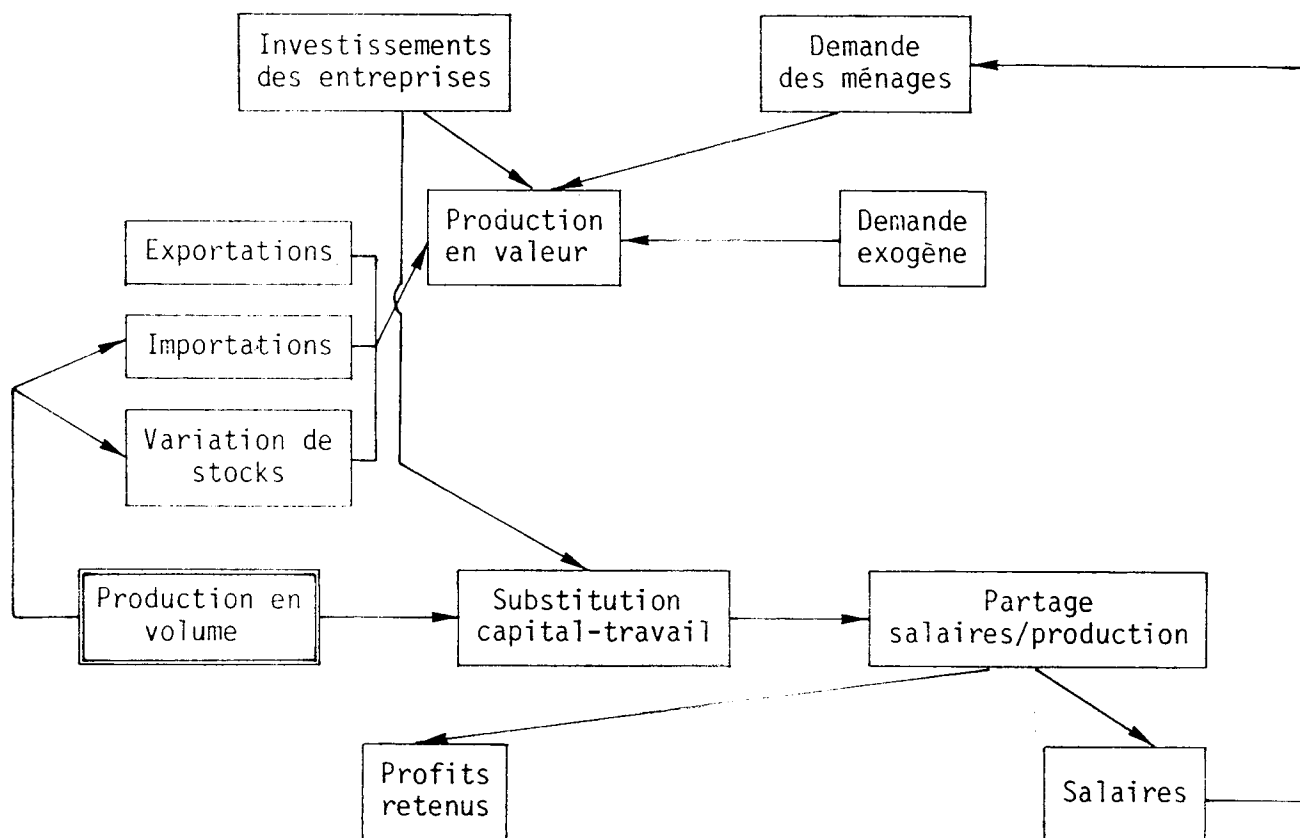 Investissements
des entreprises
Demande
des ménages
Production
en valeur
Demande
exogène
Exportations
Importations
Variation de
stocks
Production en
volume
Substitution
capital-travail
Partage
salaires/production
Profits
retenus
Salaires